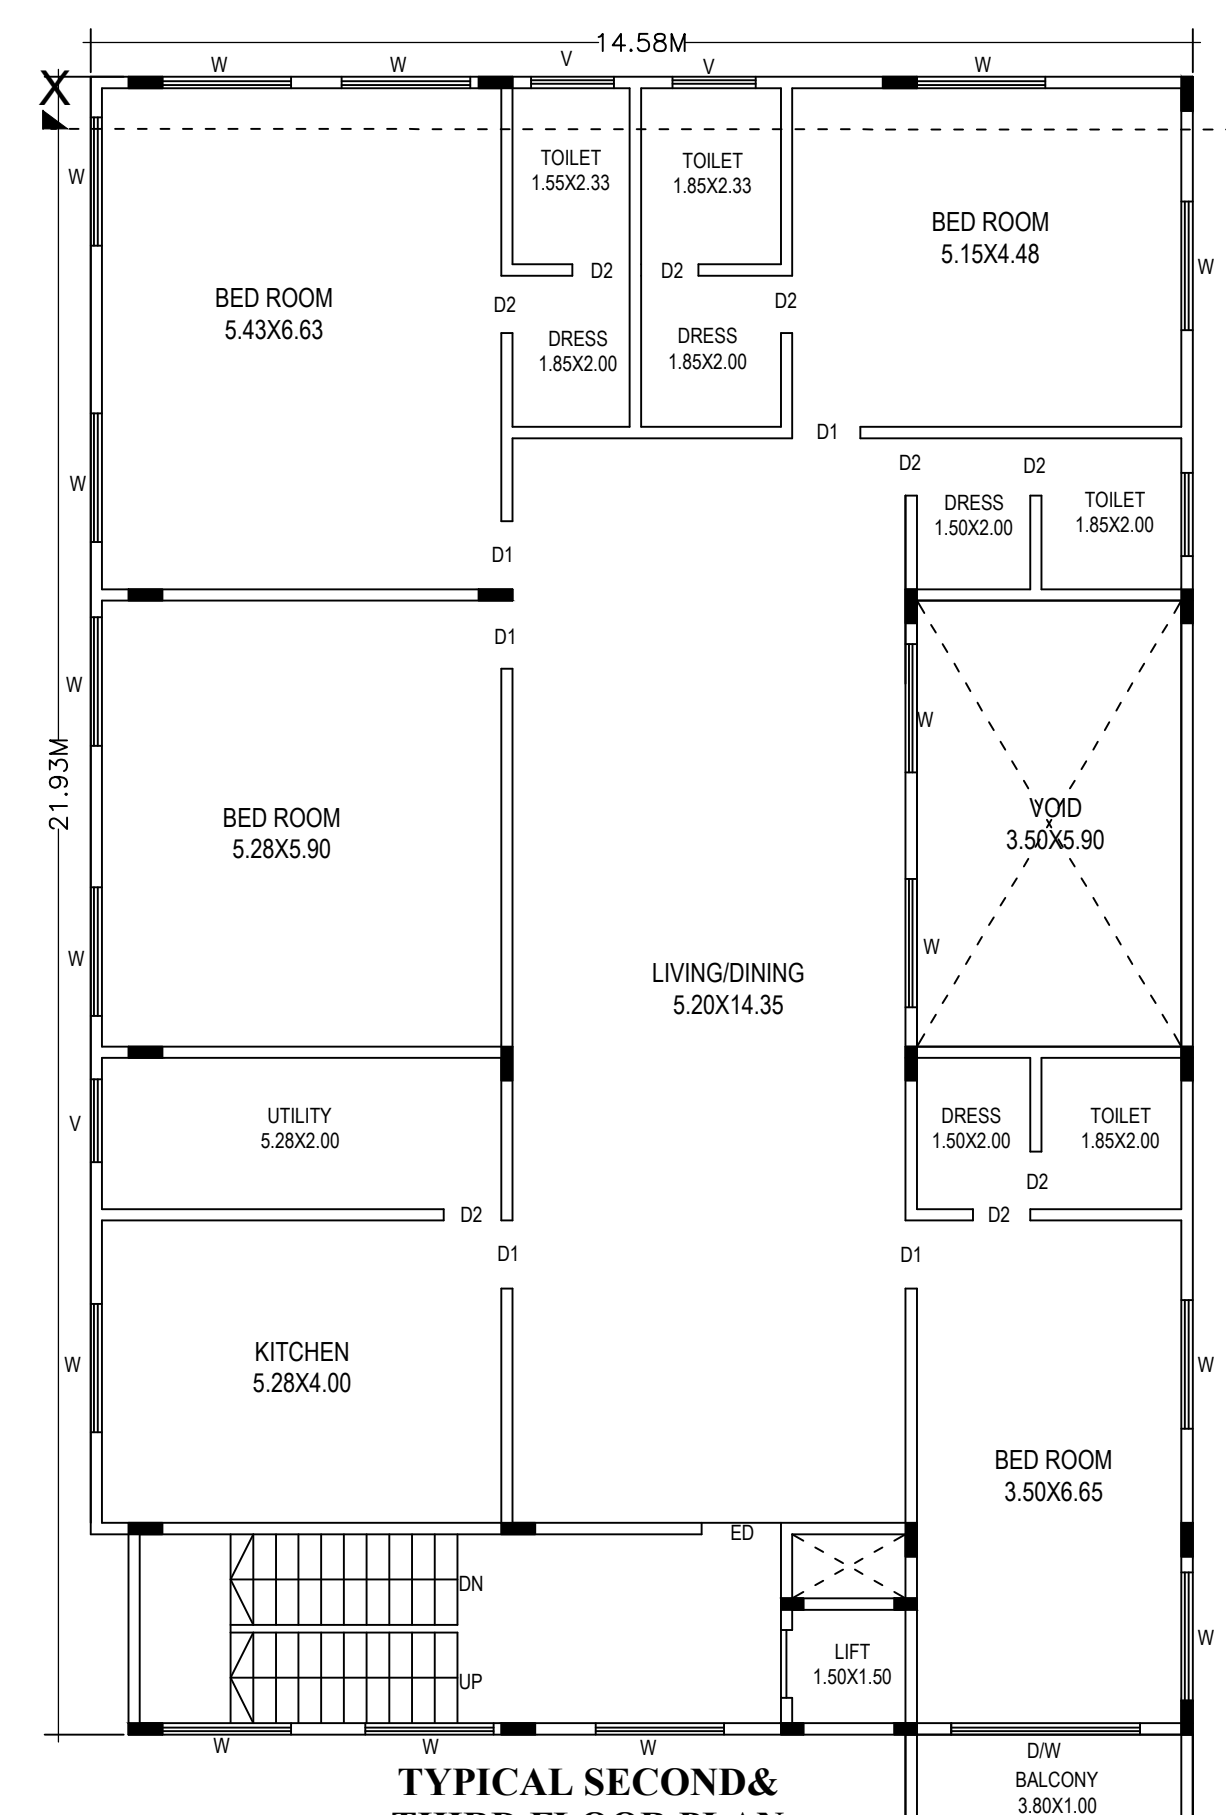 14.58M
W
W
V
V
W
X
W
TOILET
1.55X2.33
TOILET
1.85X2.33
BED ROOM
5.15X4.48
W
D2
D2
BED ROOM
5.43X6.63
D2
D2
DRESS
1.85X2.00
DRESS
1.85X2.00
D1
D2
D2
W
DRESS
1.50X2.00
TOILET
1.85X2.00
D1
D1
W
W
21.93M
BED ROOM
5.28X5.90
VOID
3.50X5.90
W
W
LIVING/DINING
5.20X14.35
V
UTILITY
5.28X2.00
DRESS
1.50X2.00
TOILET
1.85X2.00
D2
D2
D2
D1
D1
W
KITCHEN
5.28X4.00
W
BED ROOM
3.50X6.65
ED
DN
LIFT
1.50X1.50
W
UP
W
W
W
D/W
BALCONY
3.80X1.00
TYPICAL SECOND&
THIRD FLOOR PLAN